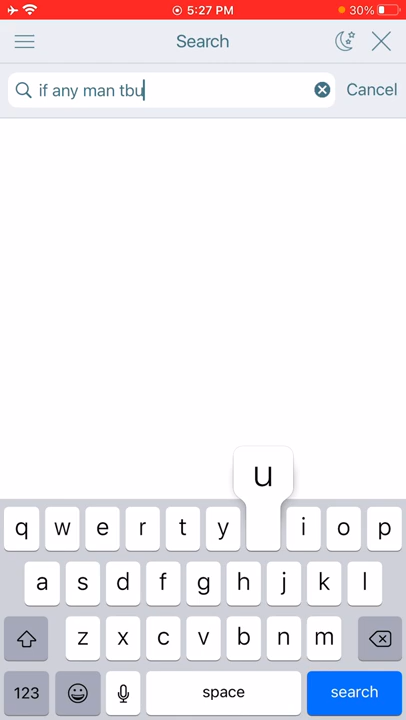 5:27 PM 30%
Search
if any man tbu Cancel
u
q w e r t y i o p
a s d f g h j k l
z x c v b n m
123 space search